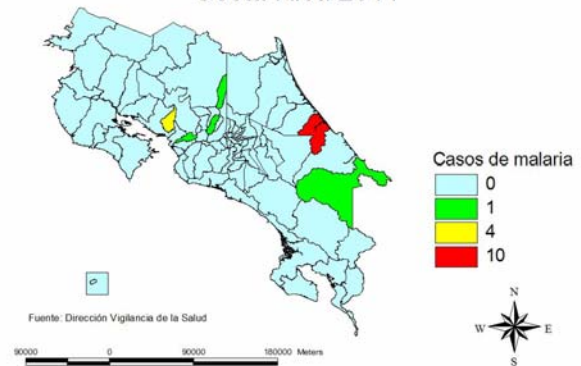 Casos de malaria
0
1
4
10
Fuente: Dirección Vigilancia de la Salud
N
W E
S
90000 0 90000 180000 Meters